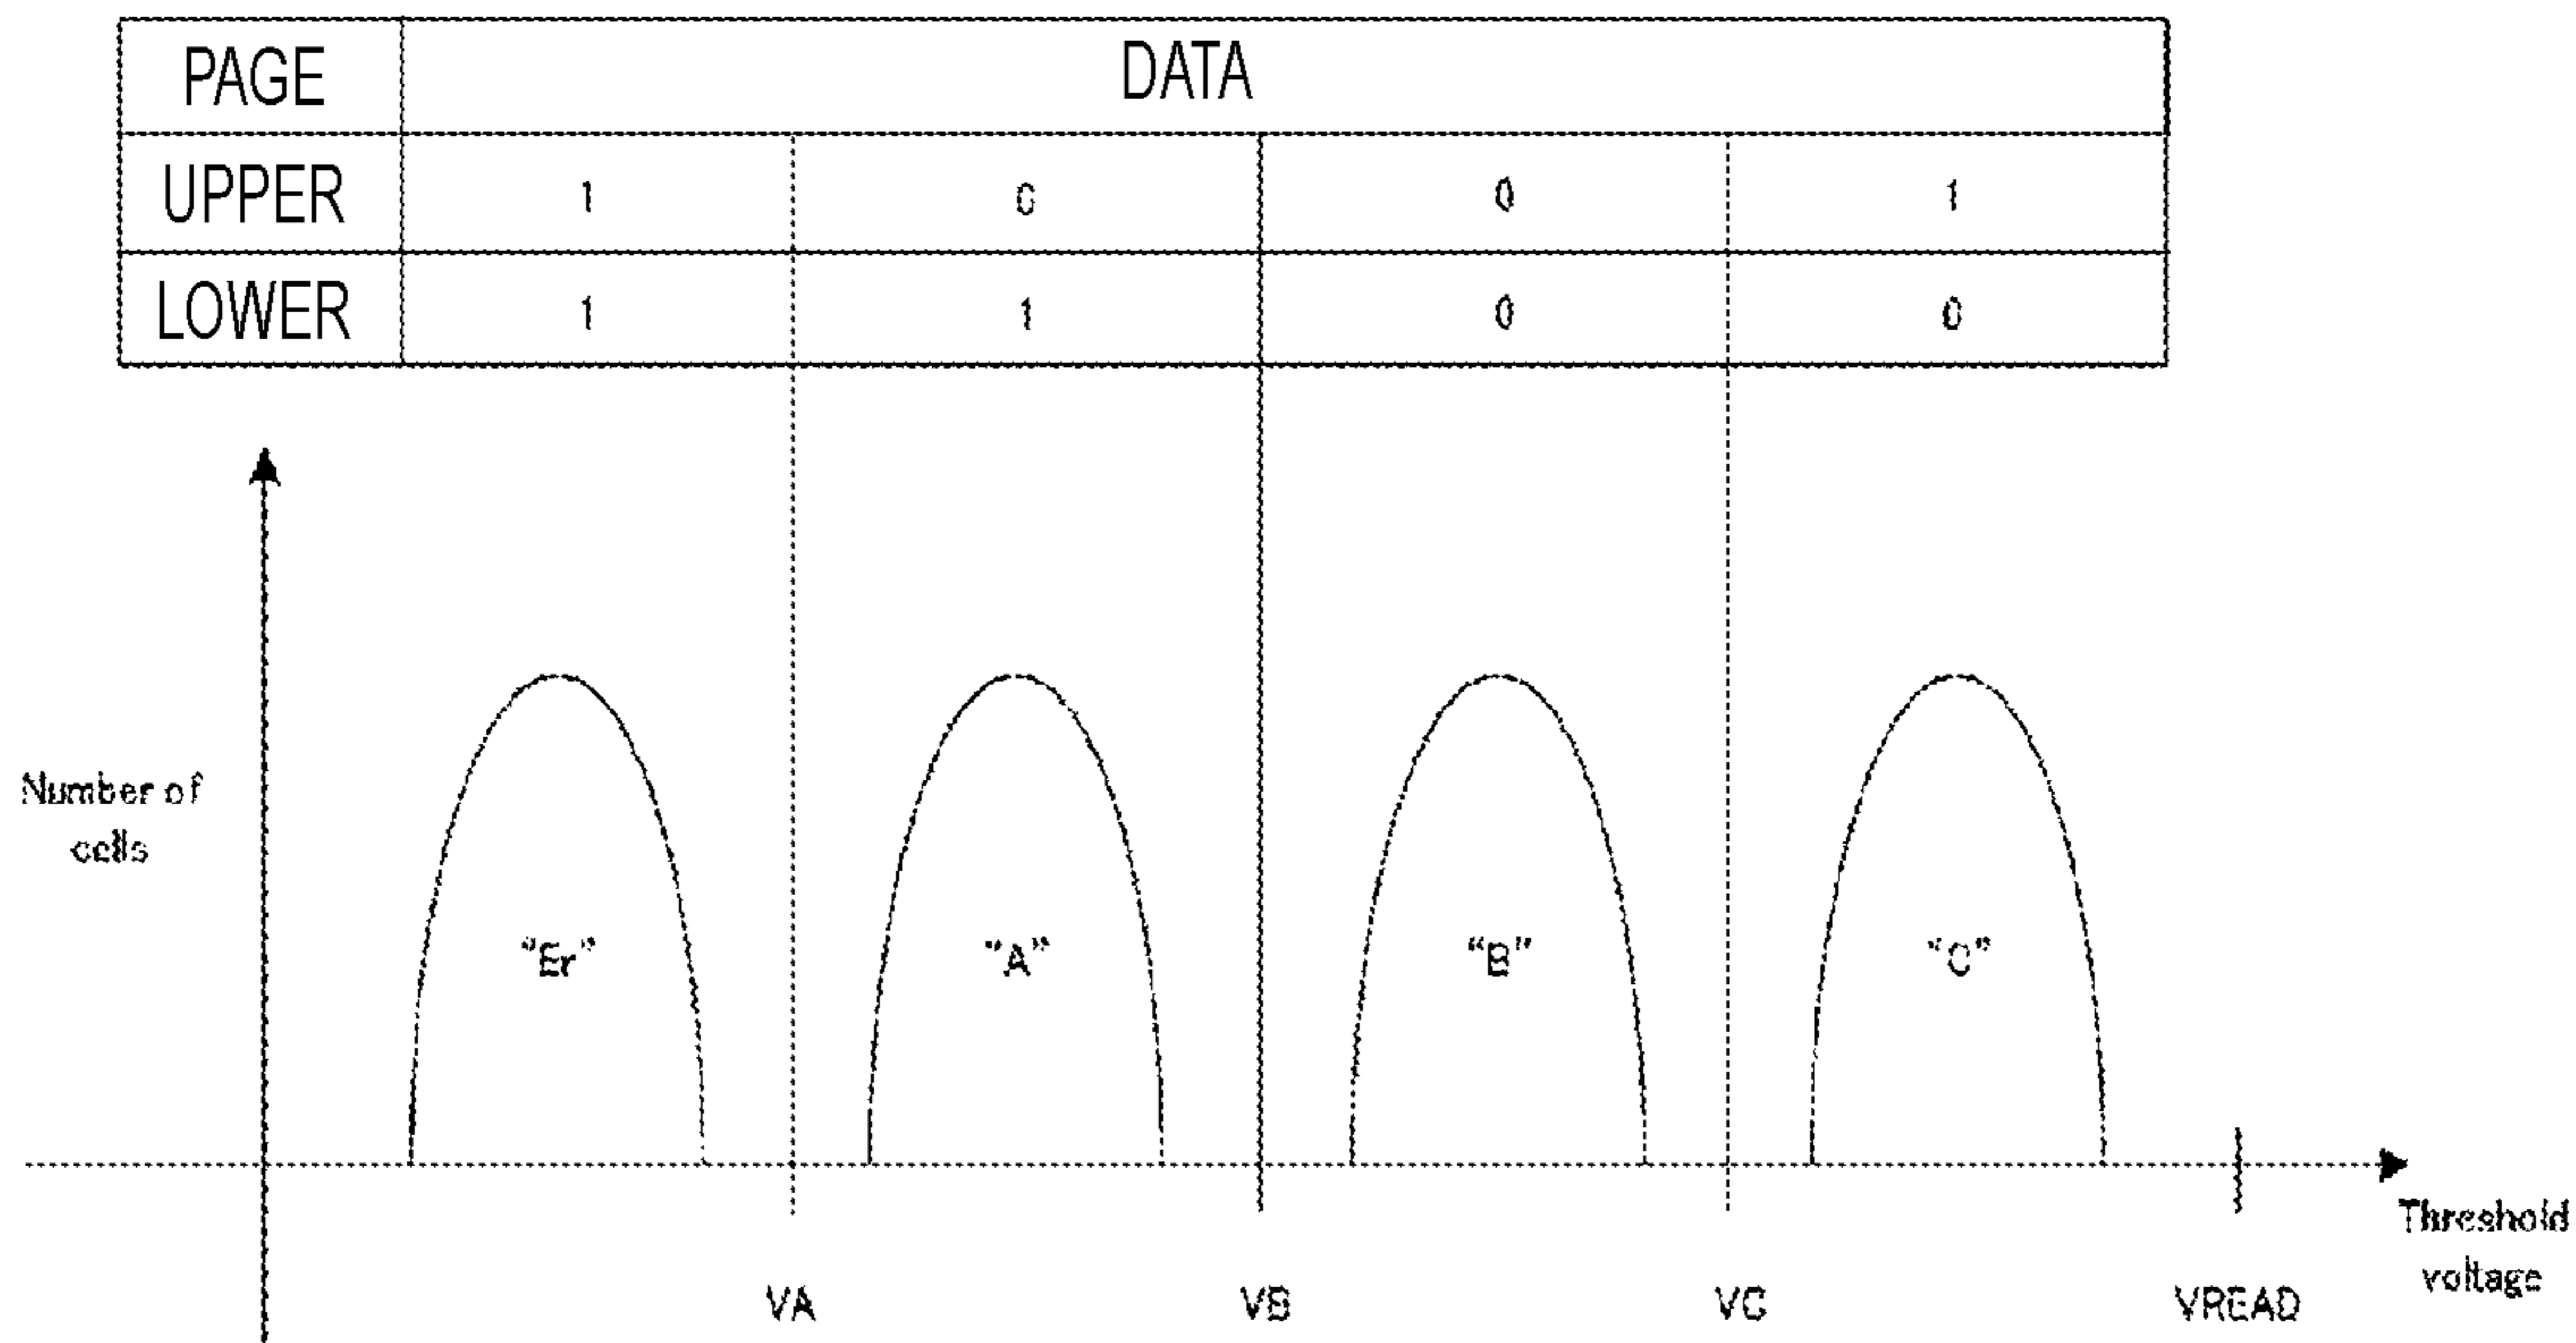 PAGE DATA
UPPER 1 0 0 1
LOWER 1 1 0 0
Number of
cells
"Er" "A" "B" "C"
Threshold
voltage
VA VB VC VREAD